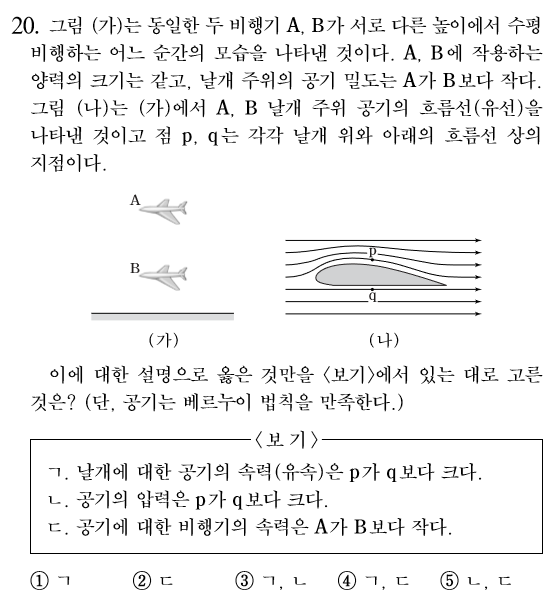 20. 그림 (가)는 동일한 두 비행기 A, B가 서로 다른 높이에서 수평
비행하는 어느 순간의 모습을 나타낸 것이다. A, B에 작용하는
양력의 크기는 같고, 날개 주위의 공기 밀도는 A가 B보다 작다.
그림 (나)는 (가)에서 A, B 날개 주위 공기의 흐름선(유선)을
나타낸 것이고 점 p, q는 각각 날개 위와 아래의 흐름선 상의
지점이다.
A
B
(가)
p
q
(나)
이에 대한 설명으로 옳은 것만을 〈보기〉에서 있는 대로 고른
것은? (단, 공기는 베르누이 법칙을 만족한다.)
〈보 기〉
ㄱ. 날개에 대한 공기의 속력(유속)은 p가 q보다 크다.
ㄴ. 공기의 압력은 p가 q보다 크다.
ㄷ. 공기에 대한 비행기의 속력은 A가 B보다 작다.
① ㄱ ② ㄷ ③ ㄱ, ㄴ ④ ㄱ, ㄷ ⑤ ㄴ, ㄷ